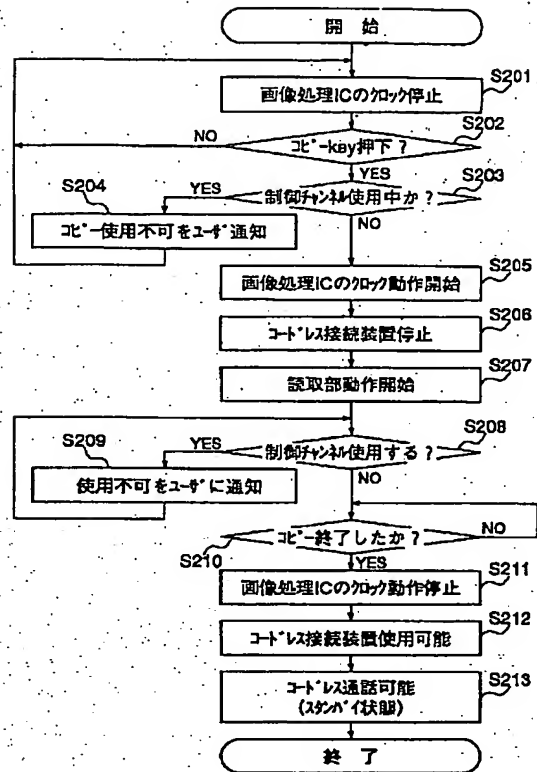 開 始
S201
画像処理ICのクロック停止
S202
コピーkey押下?
NO
YES
S203
制御チャンネル使用中か?
YES
NO
S204
コピー使用不可をユーザ通知
S205
画像処理ICのクロック動作開始
S206
コードレス接続装置停止
S207
読取部動作開始
S208
制御チャンネル使用する?
YES
NO
S209
使用不可をユーザに通知
コピー終了したか?
NO
S210
YES
S211
画像処理ICのクロック動作停止
S212
コードレス接続装置使用可能
S213
コードレス通話可能
(スタンバイ状態)
終 了